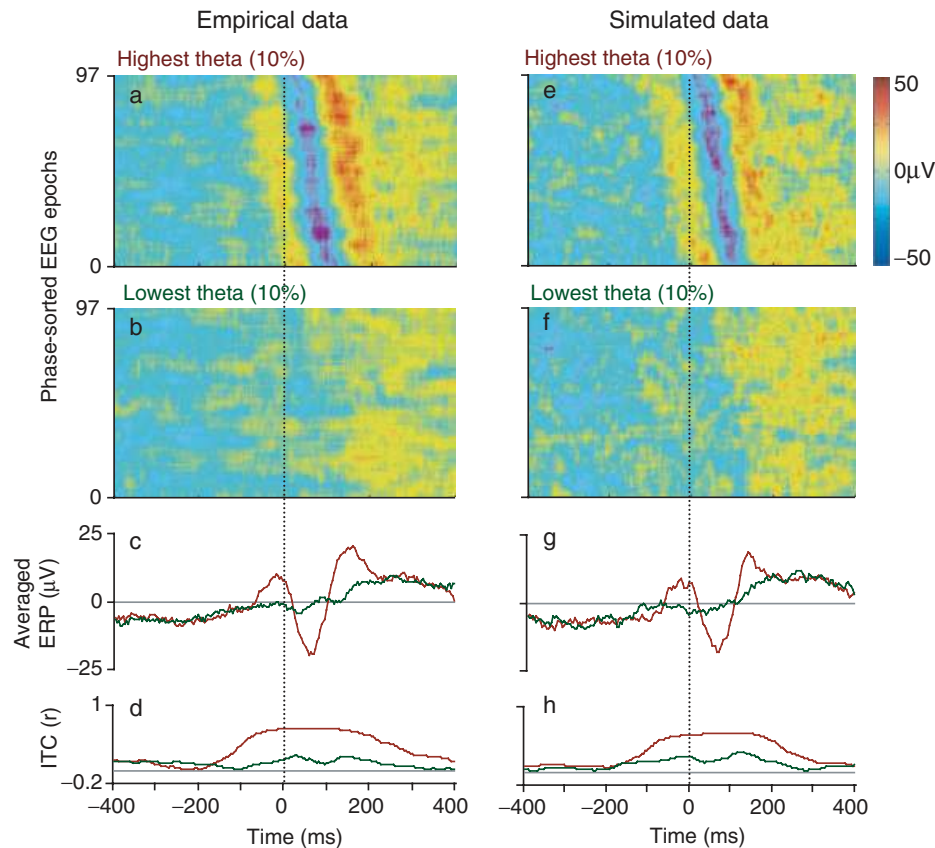 Empirical data
Simulated data
Highest theta (10%)
Highest theta (10%)
97
a
e
50
0μV
−50
0
Phase-sorted EEG epochs
Lowest theta (10%)
Lowest theta (10%)
97
b
f
0
25
c
g
0
−25
Averaged
ERP (μV)
1
d
h
ITC (r)
−0.2
−400 −200 0 200 400
−400 −200 0 200 400
Time (ms)
Time (ms)